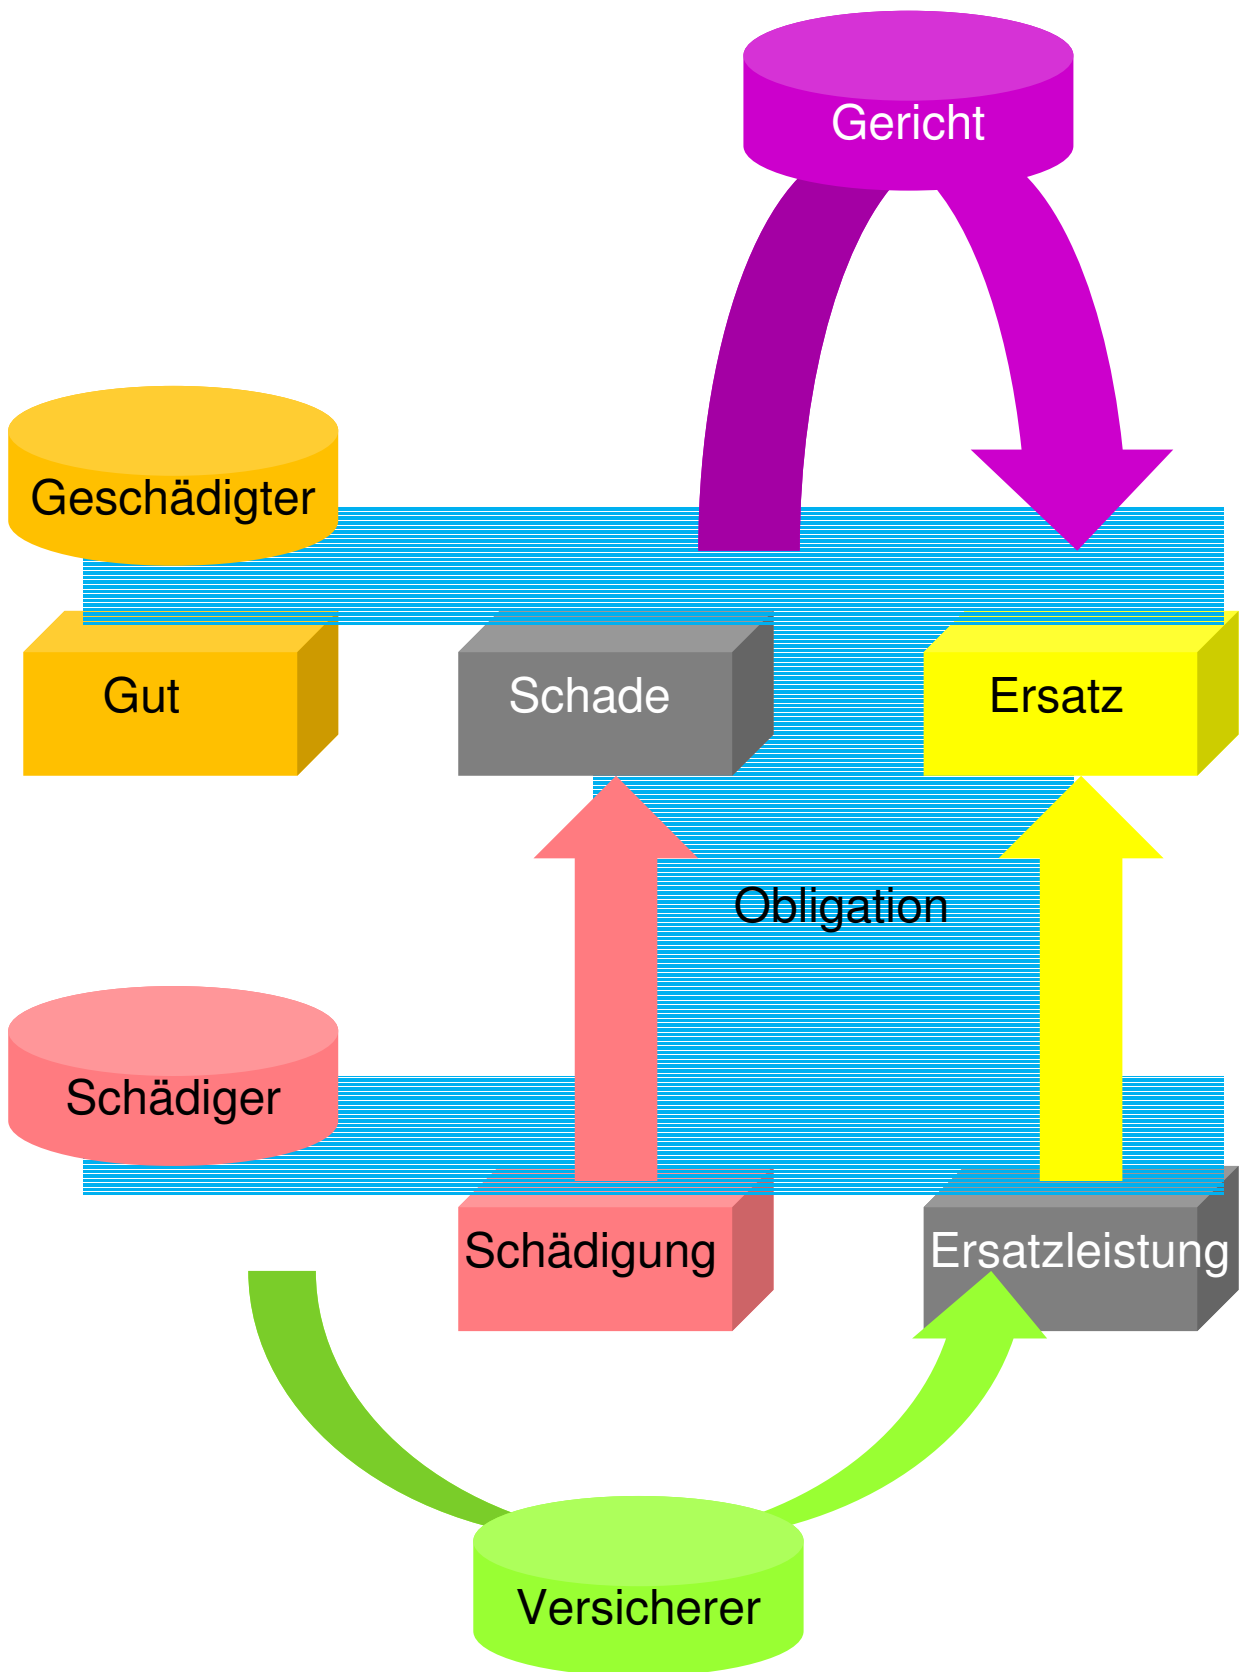 Gericht
Geschädigter
Gut
Schade
Ersatz
Obligation
Schädiger
Schädigung
Ersatzleistung
Versicherer